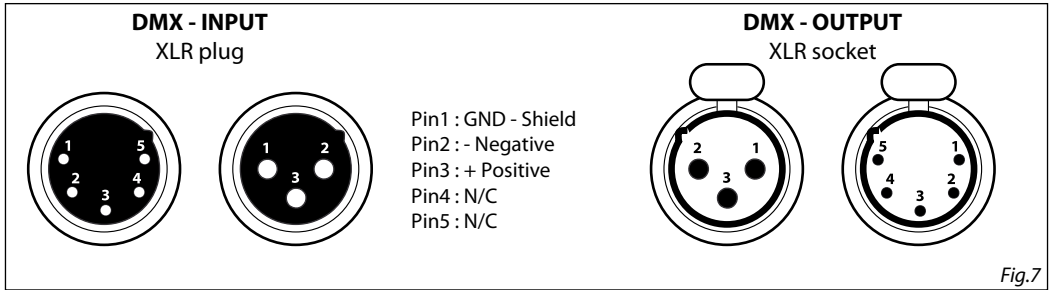 DMX - INPUT
XLR plug
1 5
2 4
3
1 2
3
Pin1 : GND - Shield
Pin2 : - Negative
Pin3 : + Positive
Pin4 : N/C
Pin5 : N/C
DMX - OUTPUT
XLR socket
2 1
3
5 1
4 2
3
Fig.7